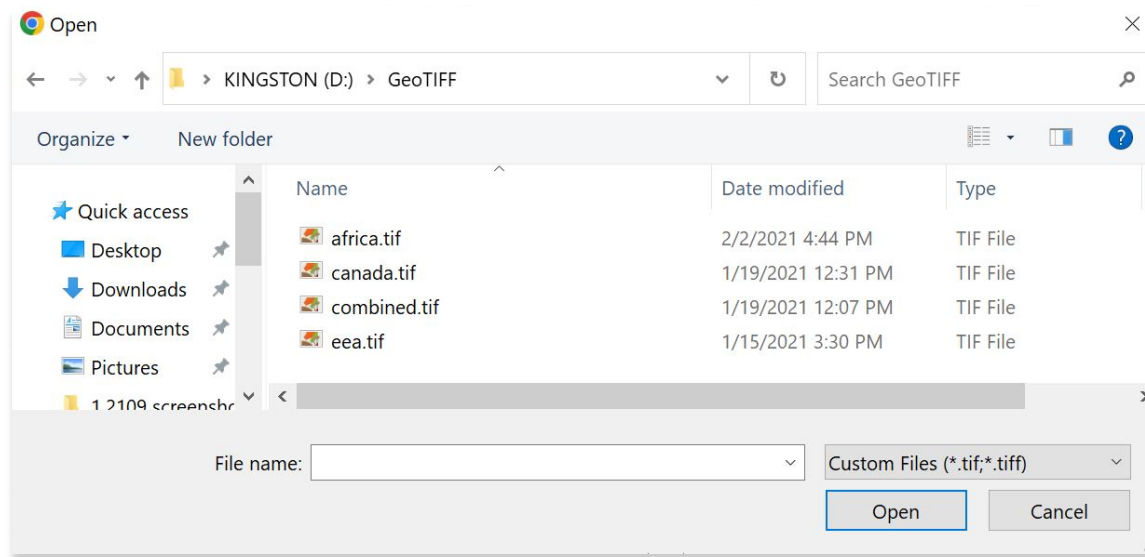 Open
KINGSTON (D:) > GeoTIFF
Search GeoTIFF
Organize
New folder
?
Name
Date modified
Type
Quick access
Desktop
Downloads
Documents
Pictures
africa.tif 2/2/2021 4:44 PM TIF File
canada.tif 1/19/2021 12:31 PM TIF File
combined.tif 1/19/2021 12:07 PM TIF File
eea.tif 1/15/2021 3:30 PM TIF File
File name:
Custom Files (*.tif;*.tiff)
Open
Cancel